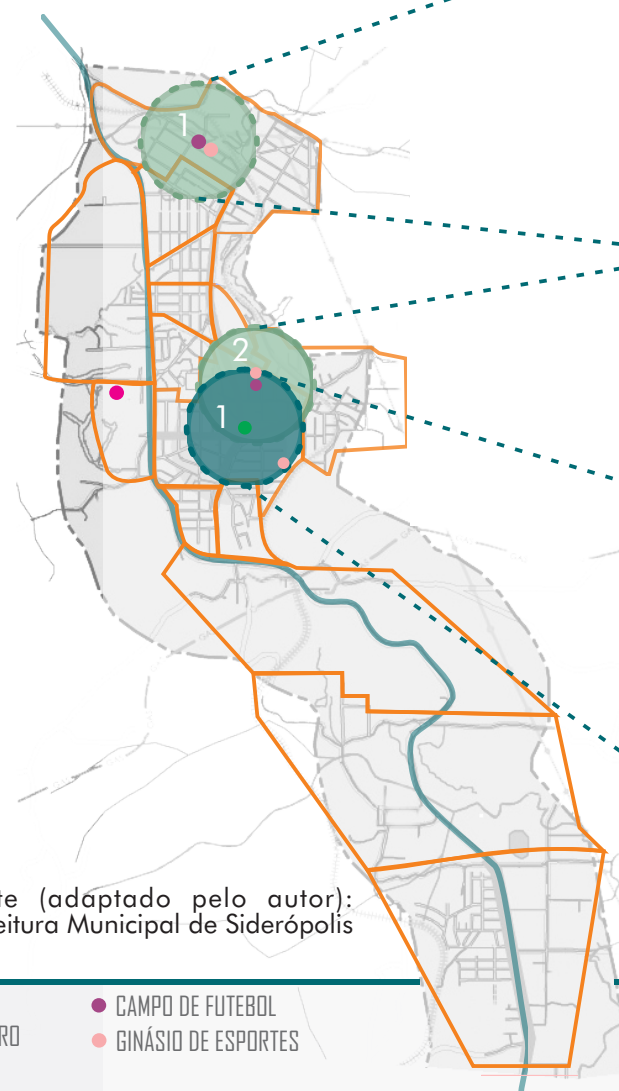 1
2
1
te (adaptado pelo autor):
eitura Municipal de Siderópolis
CAMPO DE FUTEBOL
RO
GINÁSIO DE ESPORTES